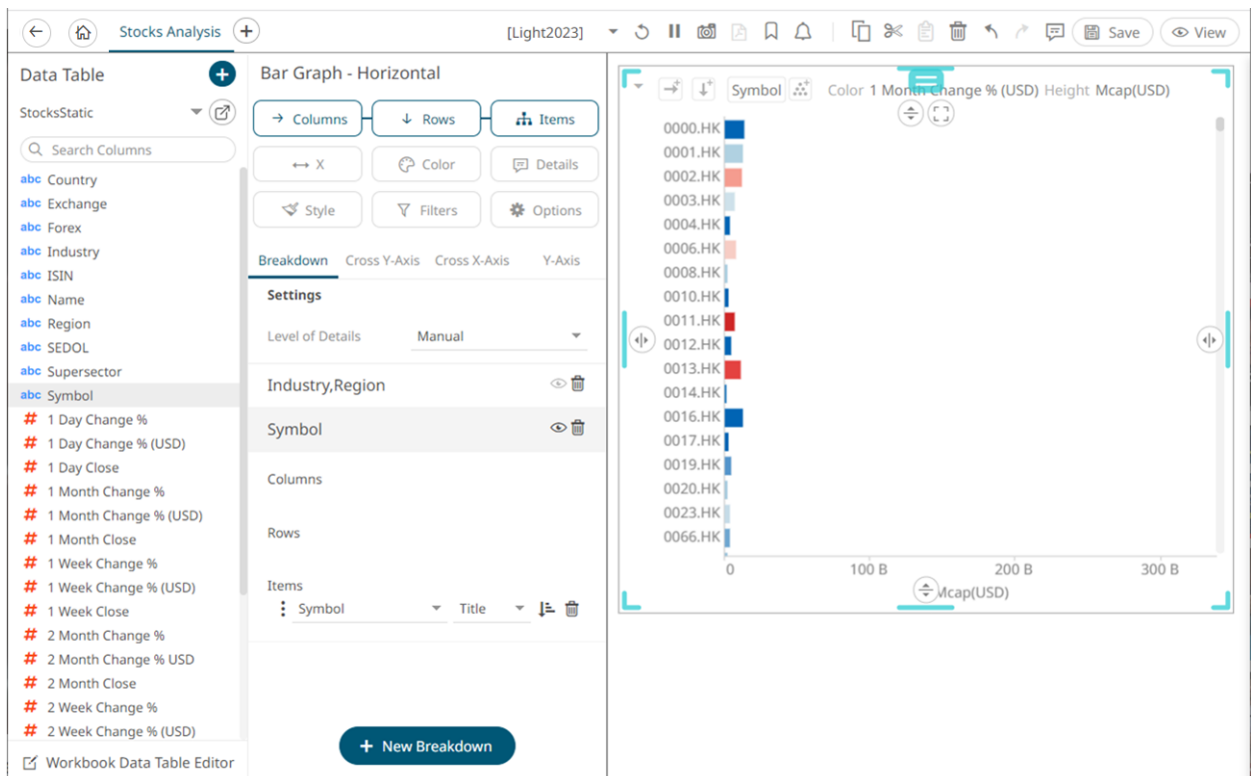 Stocks Analysis
[Light2023]
Save
View
Data Table
StocksStatic
Search Columns
abc Country
abc Exchange
abc Forex
abc Industry
abc ISIN
abc Name
abc Region
abc SEDOL
abc Supersector
abc Symbol
# 1 Day Change %
# 1 Day Change % (USD)
# 1 Day Close
# 1 Month Change %
# 1 Month Change % (USD)
# 1 Month Close
# 1 Week Change %
# 1 Week Change % (USD)
# 1 Week Close
# 2 Month Change %
# 2 Month Change % USD
# 2 Month Close
# 2 Week Change %
# 2 Week Change % (USD)
Workbook Data Table Editor
Bar Graph - Horizontal
Columns Rows Items
X Color Details
Style Filters Options
Breakdown Cross Y-Axis Cross X-Axis Y-Axis
Settings
Level of Details Manual
Industry,Region
Symbol
Columns
Rows
Items
Symbol Title
+ New Breakdown
Symbol Color 1 Month Change % (USD) Height Mcap(USD)
0000.HK
0001.HK
0002.HK
0003.HK
0004.HK
0006.HK
0008.HK
0010.HK
0011.HK
0012.HK
0013.HK
0014.HK
0016.HK
0017.HK
0019.HK
0020.HK
0023.HK
0066.HK
0 100 B 200 B 300 B
Mcap(USD)